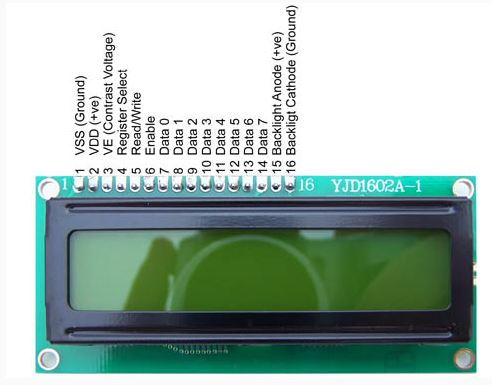 1 VSS (Ground)
2 VDD (+ve)
3 VE (Contrast Voltage)
4 Register Select
5 Read/Write
6 Enable
7 Data 0
8 Data 1
9 Data 2
10 Data 3
11 Data 4
12 Data 5
13 Data 6
14 Data 7
15 Backlight Anode (+ve)
16 Backligt Cathode (Ground)
1 16 YJD1602A-1